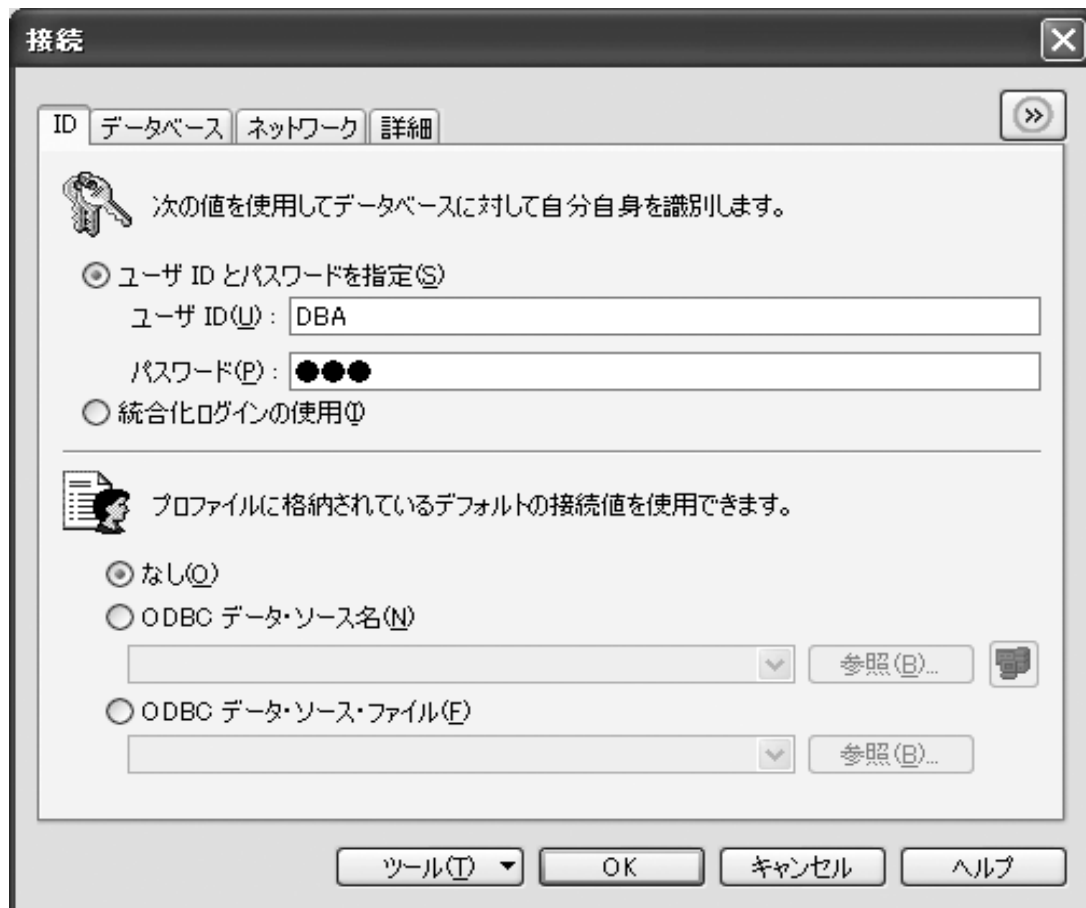 接続
ID データベース ネットワーク 詳細
次の値を使用してデータベースに対して自分自身を識別します。
ユーザ ID とパスワードを指定(S)
ユーザ ID(U) : DBA
パスワード(P) : ●●●
統合化ログインの使用(I)
プロファイルに格納されているデフォルトの接続値を使用できます。
なし(O)
ODBC データ・ソース名(N)
参照(B)...
ODBC データ・ソース・ファイル(F)
参照(B)...
ツール(T) OK キャンセル ヘルプ